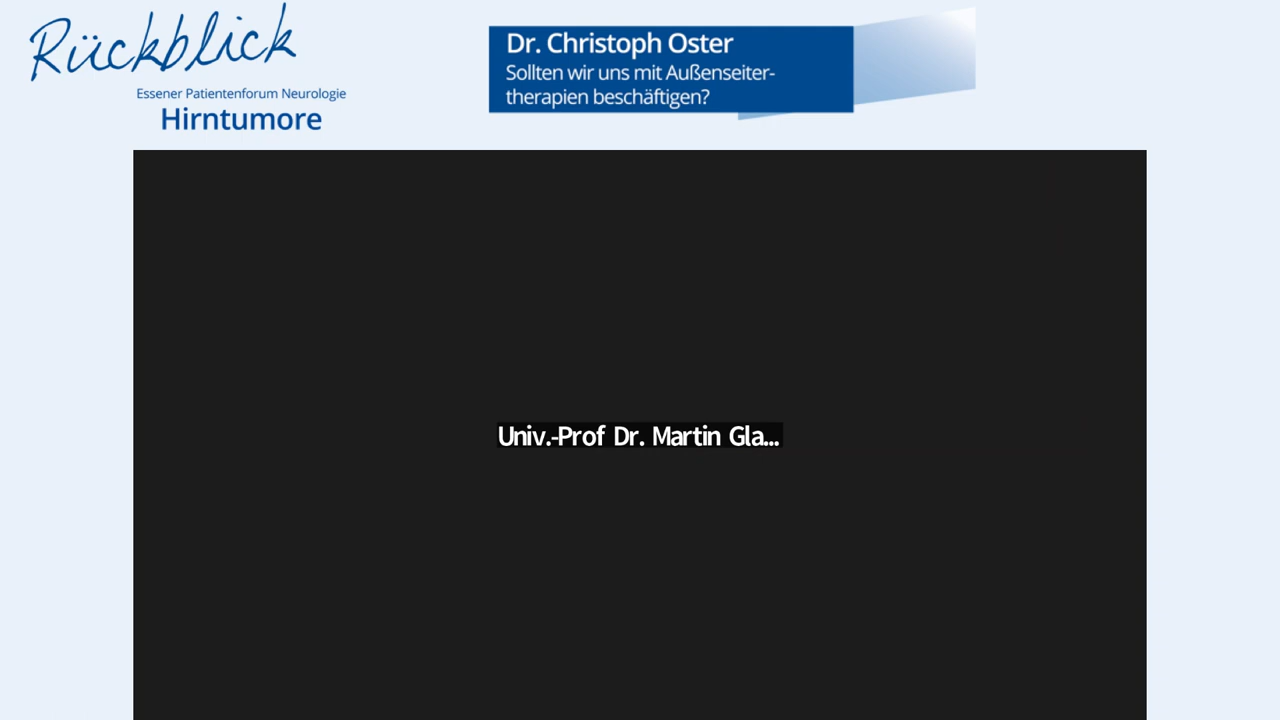 Rückblick
Essener Patientenforum Neurologie
Hirntumore
Dr. Christoph Oster
Sollten wir uns mit Außenseiter-
therapien beschäftigen?
Univ.-Prof Dr. Martin Gla...